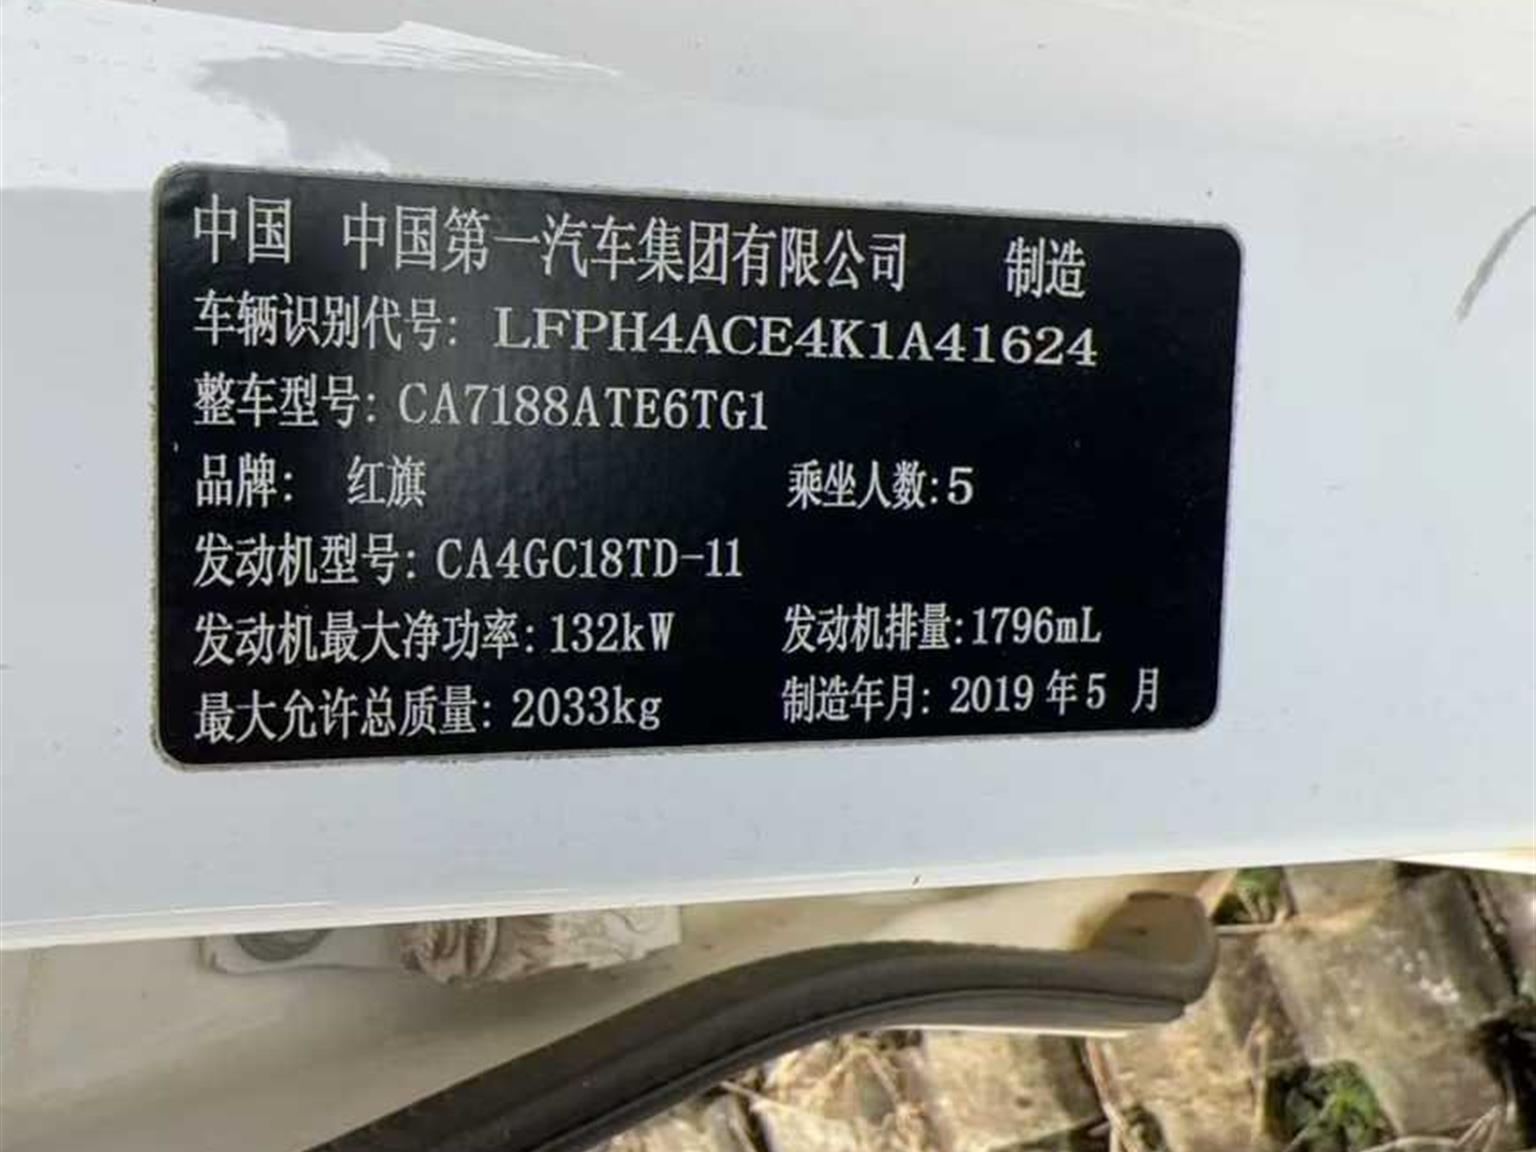 中国 中国第一汽车集团有限公司 制造
车辆识别代号: LFPH4ACE4K1A41624
整车型号: CA7188ATE6TG1
品牌: 红旗 乘坐人数:5
发动机型号: CA4GC18TD-11
发动机最大净功率: 132kW 发动机排量:1796mL
最大允许总质量: 2033kg 制造年月: 2019 年 5 月